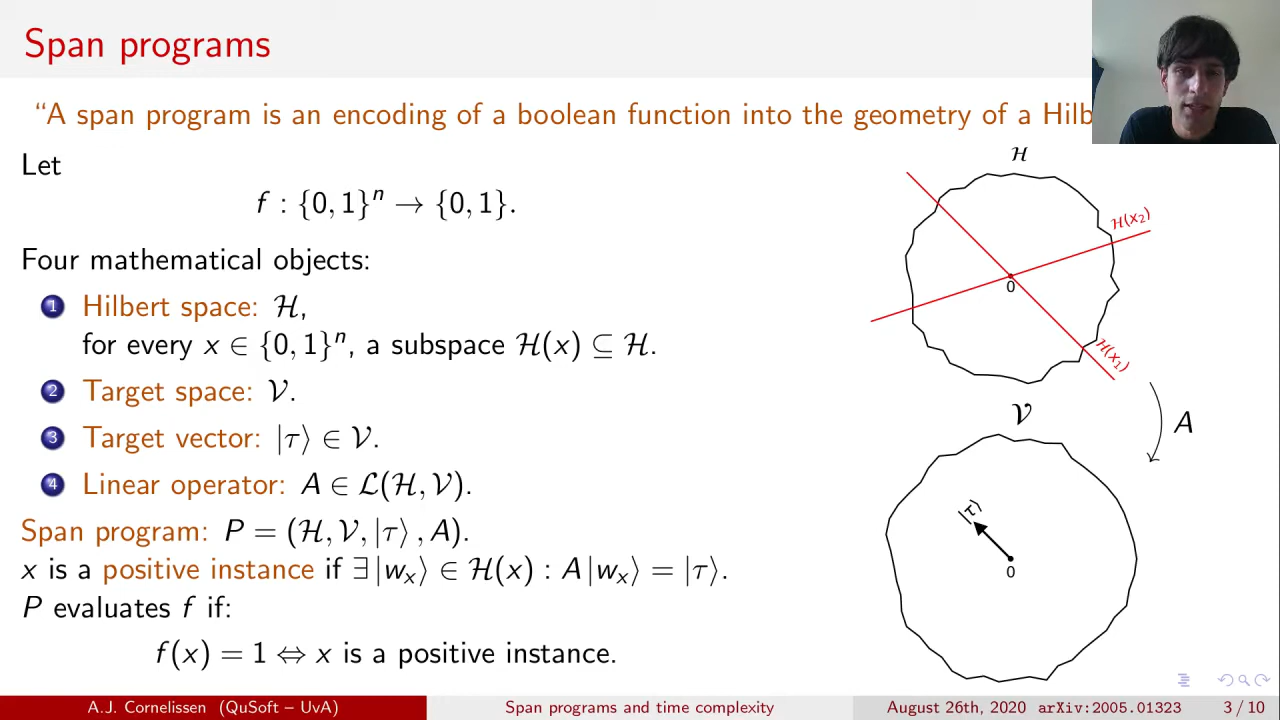 Span programs
“A span program is an encoding of a boolean function into the geometry of a
Let
f : {0, 1}ⁿ → {0, 1}.
Four mathematical objects:
1 Hilbert space: ℋ,
for every x ∈ {0, 1}ⁿ, a subspace ℋ(x) ⊆ ℋ.
2 Target space: 𝒱.
3 Target vector: |τ⟩ ∈ 𝒱.
4 Linear operator: A ∈ ℒ(ℋ, 𝒱).
Span program: P = (ℋ, 𝒱, |τ⟩, A).
x is a positive instance if ∃ |wₓ⟩ ∈ ℋ(x) : A |wₓ⟩ = |τ⟩.
P evaluates f if:
f(x) = 1 ⇔ x is a positive instance.
ℋ
ℋ(x₂)
0
ℋ(x₁)
𝒱
A
|τ⟩
0
A.J. Cornelissen (QuSoft – UvA)
Span programs and time complexity
August 26th, 2020 arXiv:2005.01323
3 / 10